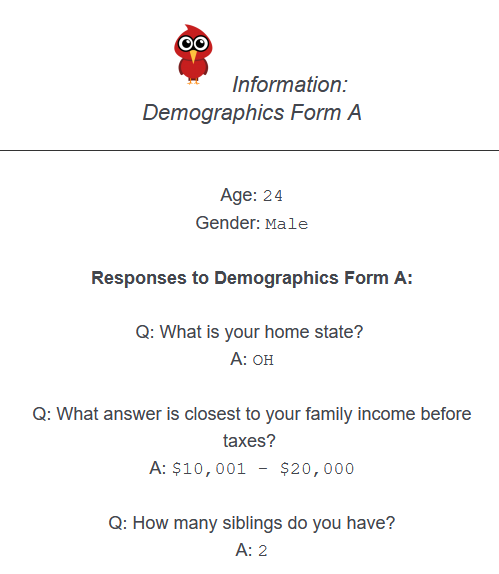 Information:
Demographics Form A
Age: 24
Gender: Male
Responses to Demographics Form A:
Q: What is your home state?
A: OH
Q: What answer is closest to your family income before
taxes?
A: $10,001 - $20,000
Q: How many siblings do you have?
A: 2